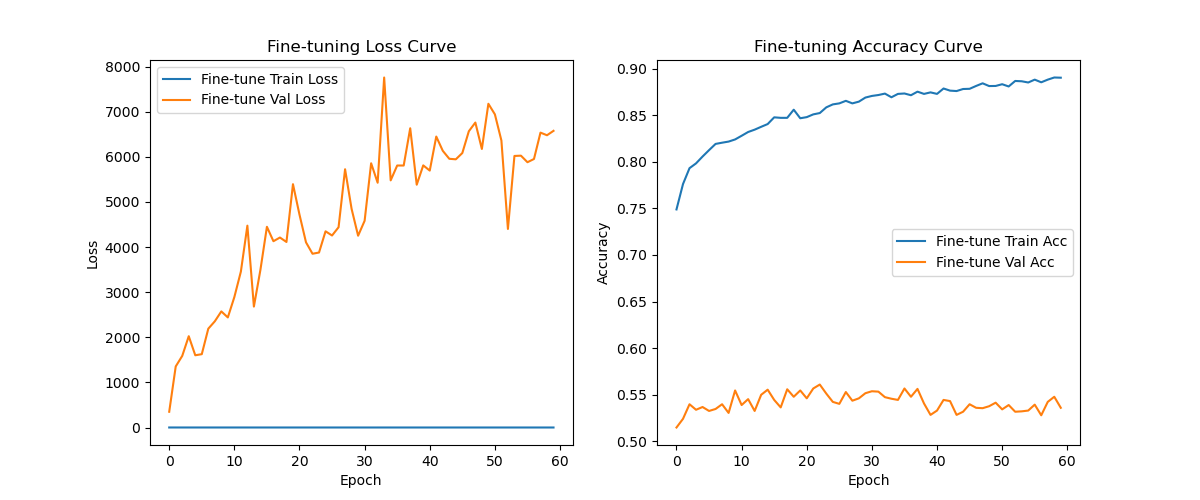 Fine-tuning Loss Curve
Fine-tune Train Loss
Fine-tune Val Loss
8000
7000
6000
5000
4000
3000
2000
1000
0
Loss
0 10 20 30 40 50 60
Epoch
Fine-tuning Accuracy Curve
0.90
0.85
0.80
0.75
0.70
0.65
0.60
0.55
0.50
Accuracy
Fine-tune Train Acc
Fine-tune Val Acc
0 10 20 30 40 50 60
Epoch